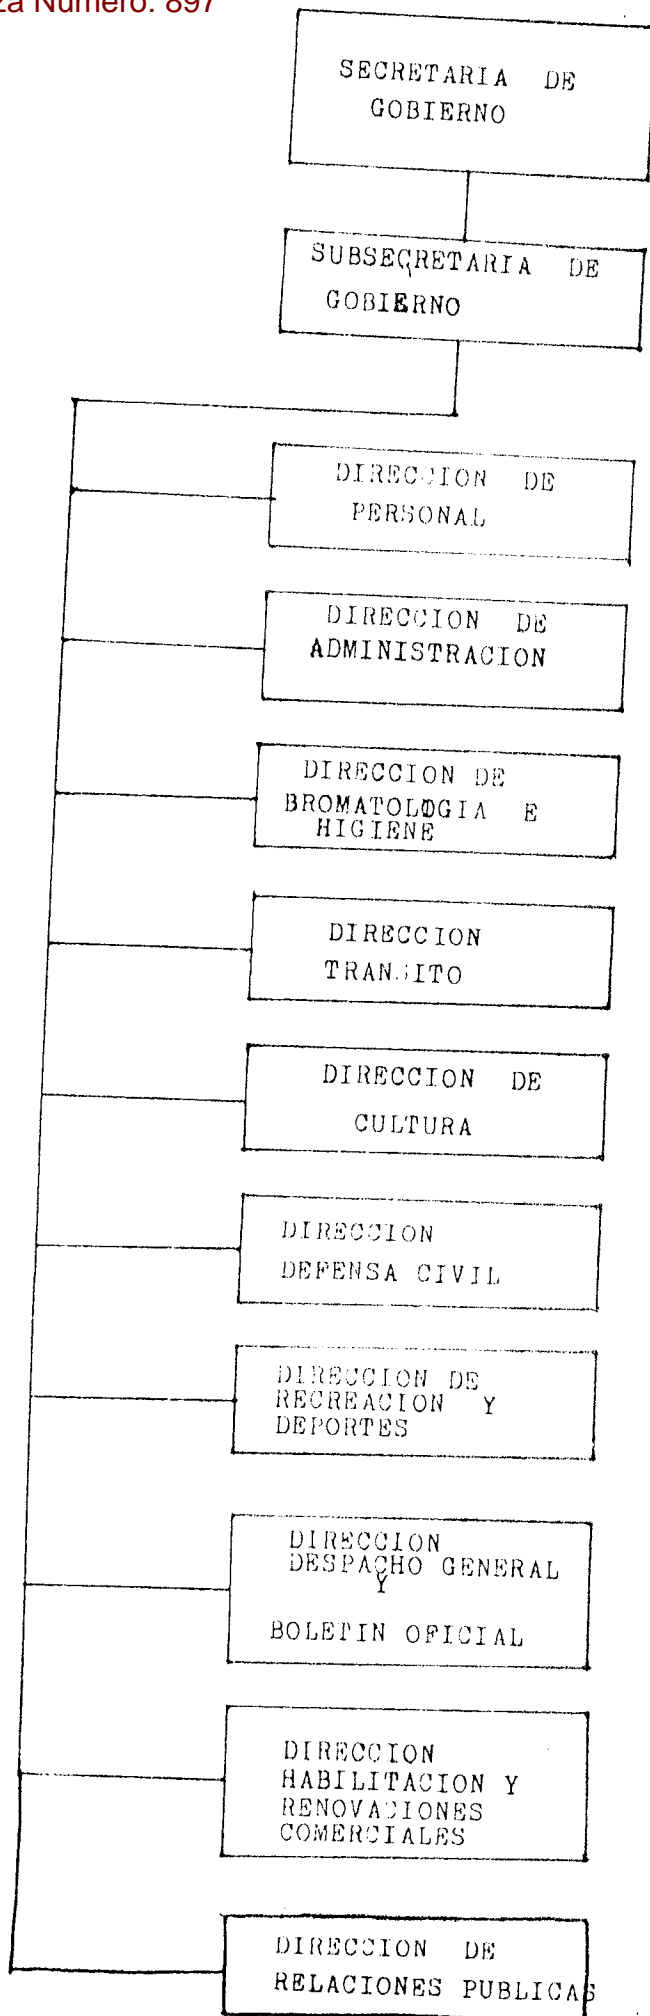 za Número: 897
SECRETARIA DE
GOBIERNO
SUBSECRETARIA DE
GOBIERNO
DIRECCION DE
PERSONAL
DIRECCION DE
ADMINISTRACION
DIRECCION DE
BROMATOLOGIA E
HIGIENE
DIRECCION
TRANSITO
DIRECCION DE
CULTURA
DIRECCION
DEFENSA CIVIL
DIRECCION DE
RECREACION Y
DEPORTES
DIRECCION
DESPACHO GENERAL
Y
BOLETIN OFICIAL
DIRECCION
HABILITACION Y
RENOVACIONES
COMERCIALES
DIRECCION DE
RELACIONES PUBLICAS